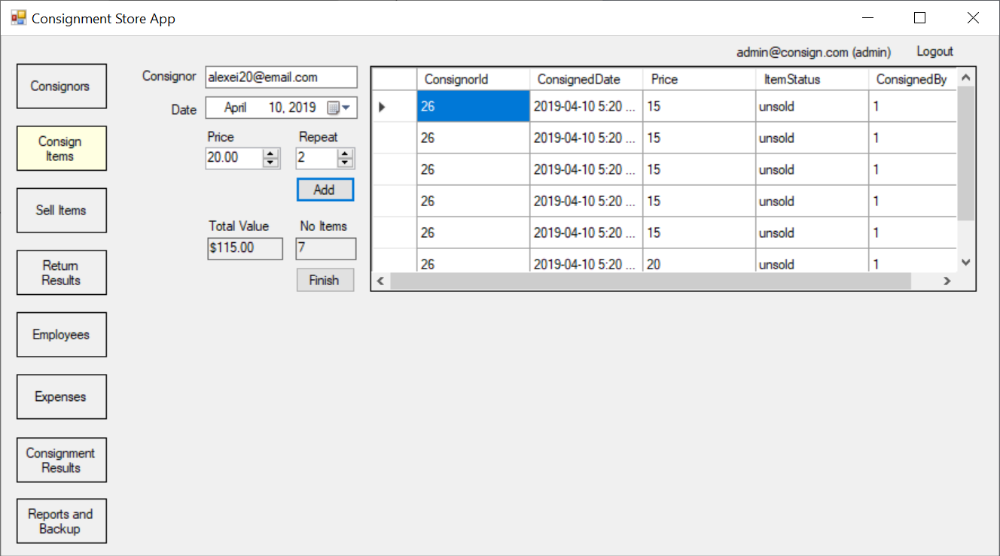 Consignment Store App
admin@consign.com (admin) Logout
Consignors
Consign
Items
Sell Items
Return
Results
Employees
Expenses
Consignment
Results
Reports and
Backup
Consignor alexei20@email.com
Date April 10, 2019
Price Repeat
20.00 2
Add
Total Value No Items
$115.00 7
Finish
ConsignorId ConsignedDate Price ItemStatus ConsignedBy
26 2019-04-10 5:20 ... 15 unsold 1
26 2019-04-10 5:20 ... 15 unsold 1
26 2019-04-10 5:20 ... 15 unsold 1
26 2019-04-10 5:20 ... 15 unsold 1
26 2019-04-10 5:20 ... 15 unsold 1
26 2019-04-10 5:20 ... 20 unsold 1